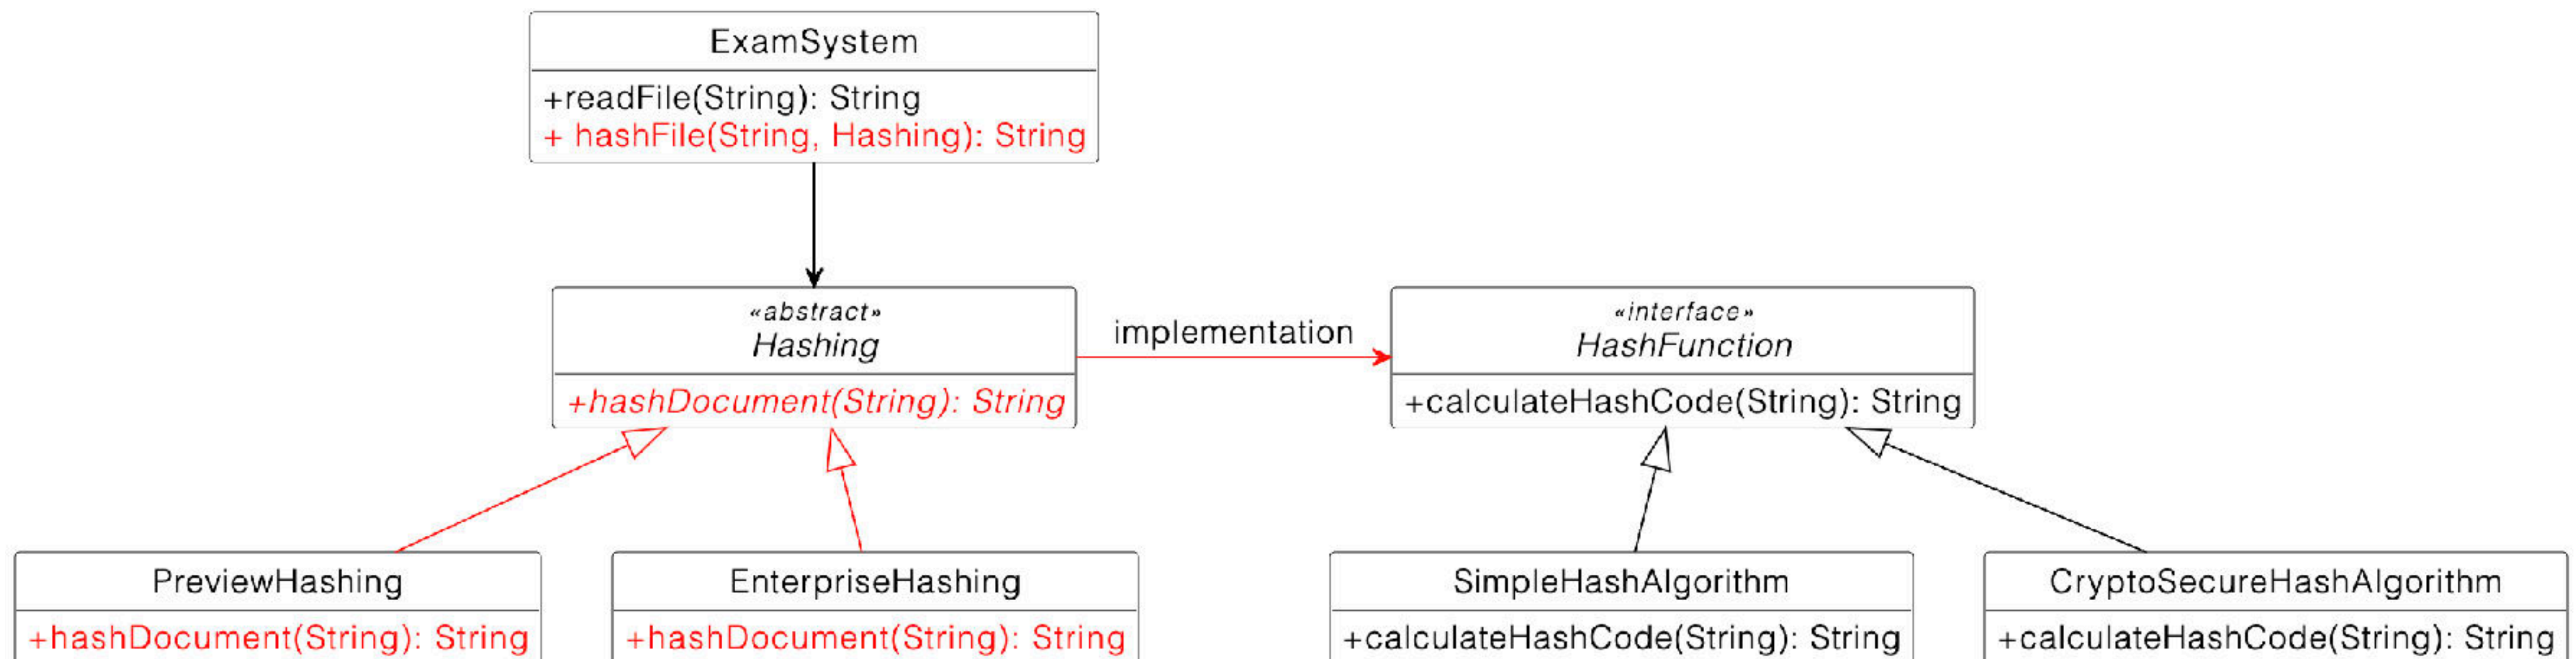 ExamSystem
+readFile(String): String
+ hashFile(String, Hashing): String
«abstract»
Hashing
+hashDocument(String): String
implementation
«interface»
HashFunction
+calculateHashCode(String): String
PreviewHashing
+hashDocument(String): String
EnterpriseHashing
+hashDocument(String): String
SimpleHashAlgorithm
+calculateHashCode(String): String
CryptoSecureHashAlgorithm
+calculateHashCode(String): String